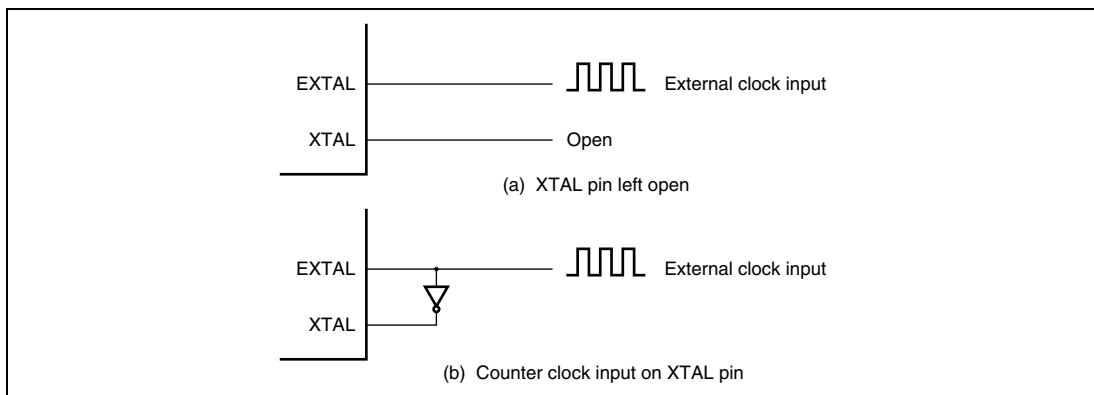 EXTAL
External clock input
XTAL
Open
(a) XTAL pin left open
EXTAL
External clock input
XTAL
(b) Counter clock input on XTAL pin